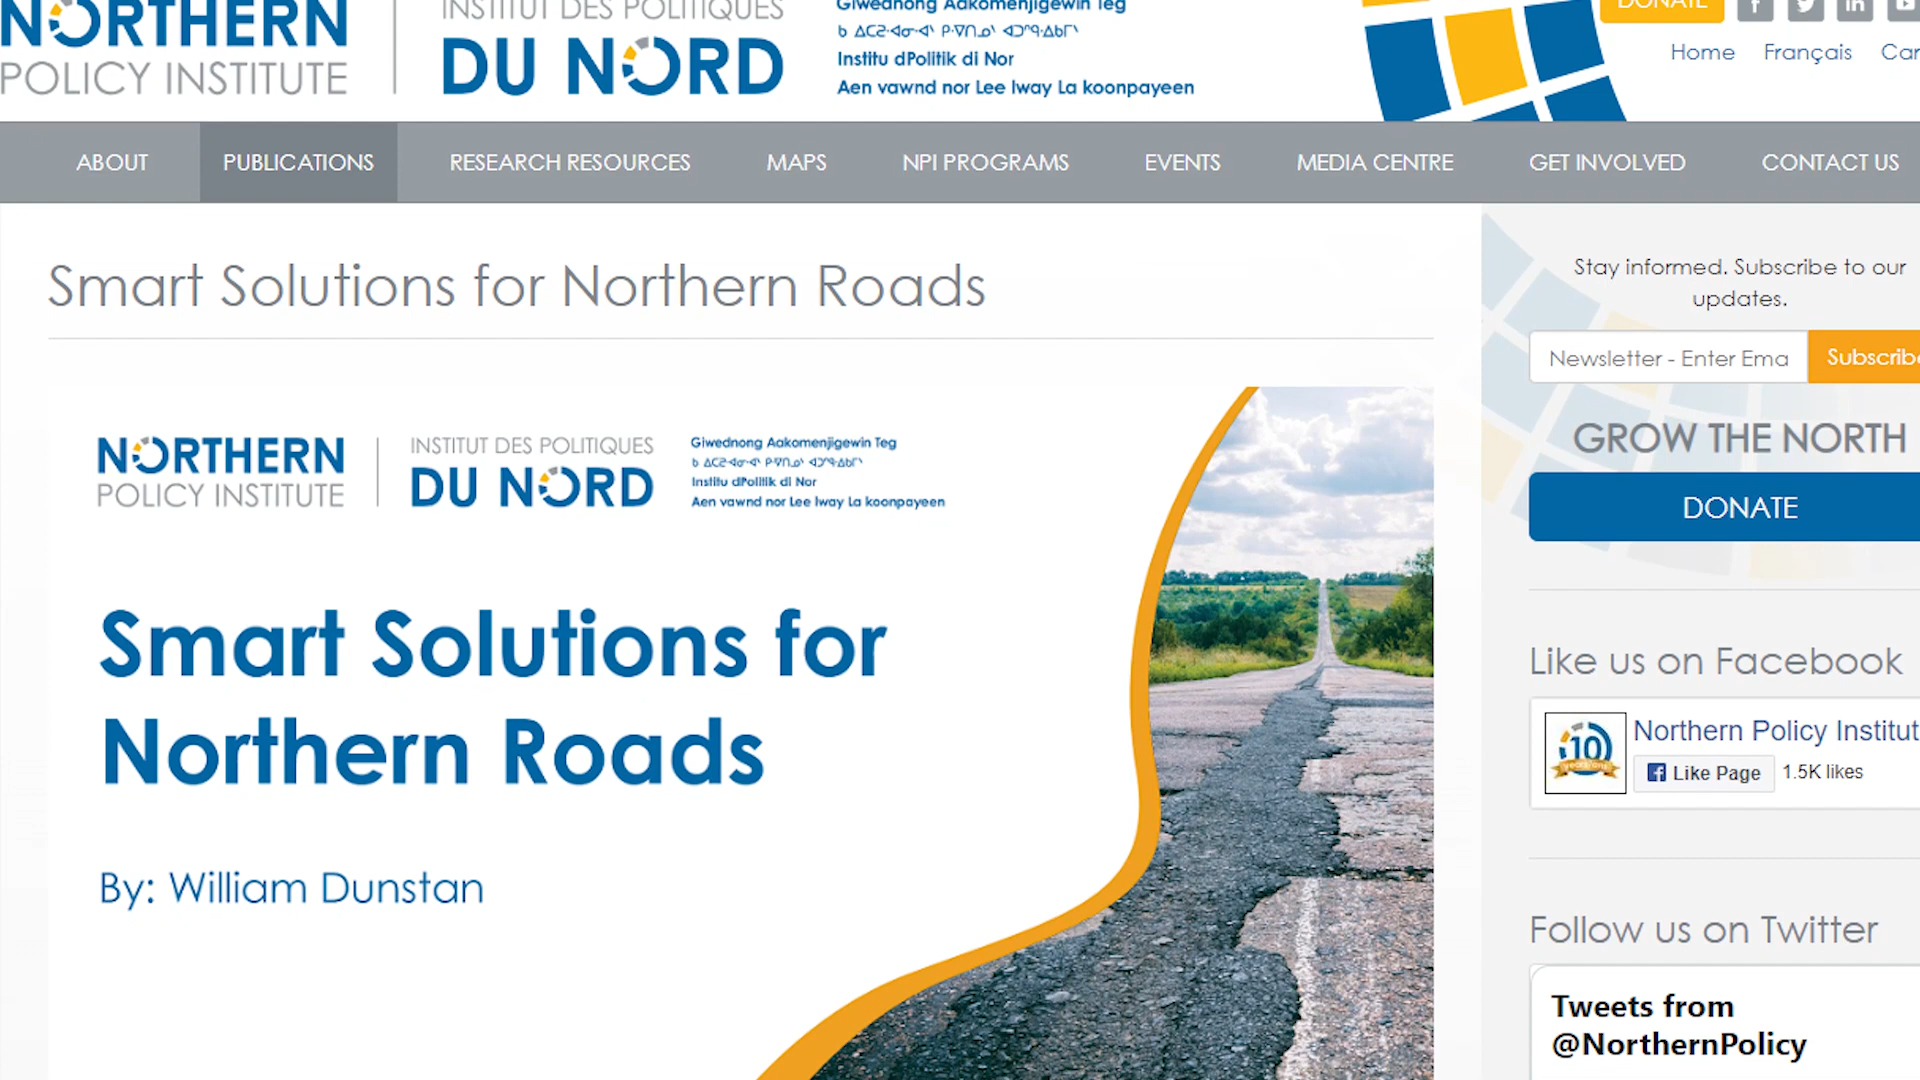 NORTHERN
POLICY INSTITUTE
INSTITUT DES POLITIQUES
DU NORD
Giwednong Aakomenjigewin Teg
Institu dPolitik di Nor
Aen vawnd nor Lee Iway La koonpayeen
DONATE
Home Français
ABOUT PUBLICATIONS RESEARCH RESOURCES MAPS NPI PROGRAMS EVENTS MEDIA CENTRE GET INVOLVED CONTACT US
Smart Solutions for Northern Roads
NORTHERN
POLICY INSTITUTE
INSTITUT DES POLITIQUES
DU NORD
Giwednong Aakomenjigewin Teg
Institu dPolitik di Nor
Aen vawnd nor Lee Iway La koonpayeen
Smart Solutions for
Northern Roads
By: William Dunstan
Stay informed. Subscribe to our
updates.
Newsletter - Enter Ema
Subscribe
GROW THE NORTH
DONATE
Like us on Facebook
10
Northern Policy Institut
Like Page 1.5K likes
Follow us on Twitter
Tweets from
@NorthernPolicy